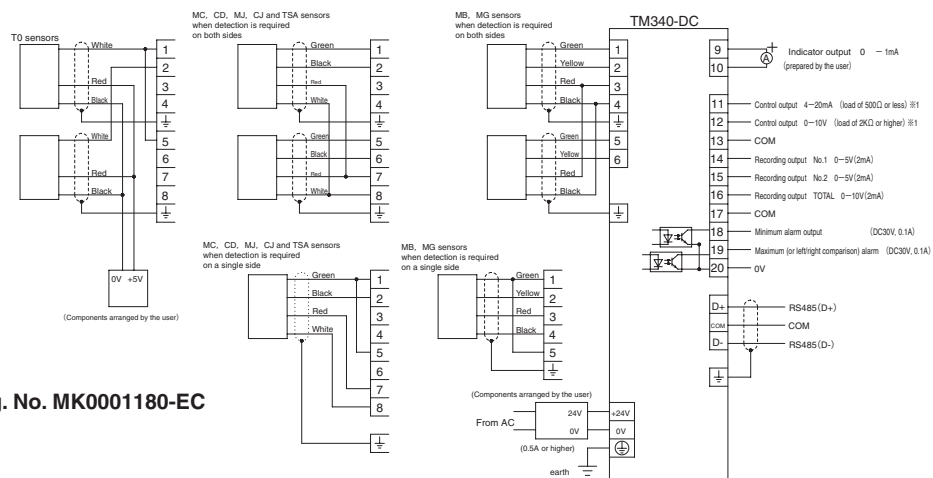 T0 sensors
White
Red
Black
White
Red
Black
1
2
3
4
5
6
7
8
0V +5V
(Components arranged by the user)
MC, CD, MJ, CJ and TSA sensors
when detection is required
on both sides
Green
Black
Red
White
Green
Black
Red
White
1
2
3
4
5
6
7
8
MC, CD, MJ, CJ and TSA sensors
when detection is required
on a single side
Green
Black
Red
White
1
2
3
4
5
6
7
8
MB, MG sensors
when detection is required
on both sides
Green
Yellow
Red
Black
Green
Yellow
Red
Black
1
2
3
4
5
6
MB, MG sensors
when detection is required
on a single side
Green
Yellow
Red
Black
1
2
3
4
5
(Components arranged by the user)
From AC
24V
0V
+24V
0V
(0.5A or higher)
earth
TM340-DC
9
10
A
+
Indicator output 0 －1mA
(prepared by the user)
11 Control output 4－20mA (load of 500Ω or less) ※1
12 Control output 0－10V (load of 2KΩ or higher) ※1
13 COM
14 Recording output No.1 0－5V(2mA)
15 Recording output No.2 0－5V(2mA)
16 Recording output TOTAL 0－10V(2mA)
17 COM
18 Minimum alarm output (DC30V, 0.1A)
19 Maximum (or left/right comparison) alarm (DC30V, 0.1A)
20 0V
D+ RS485(D+)
COM COM
D- RS485(D-)
. No. MK0001180-EC